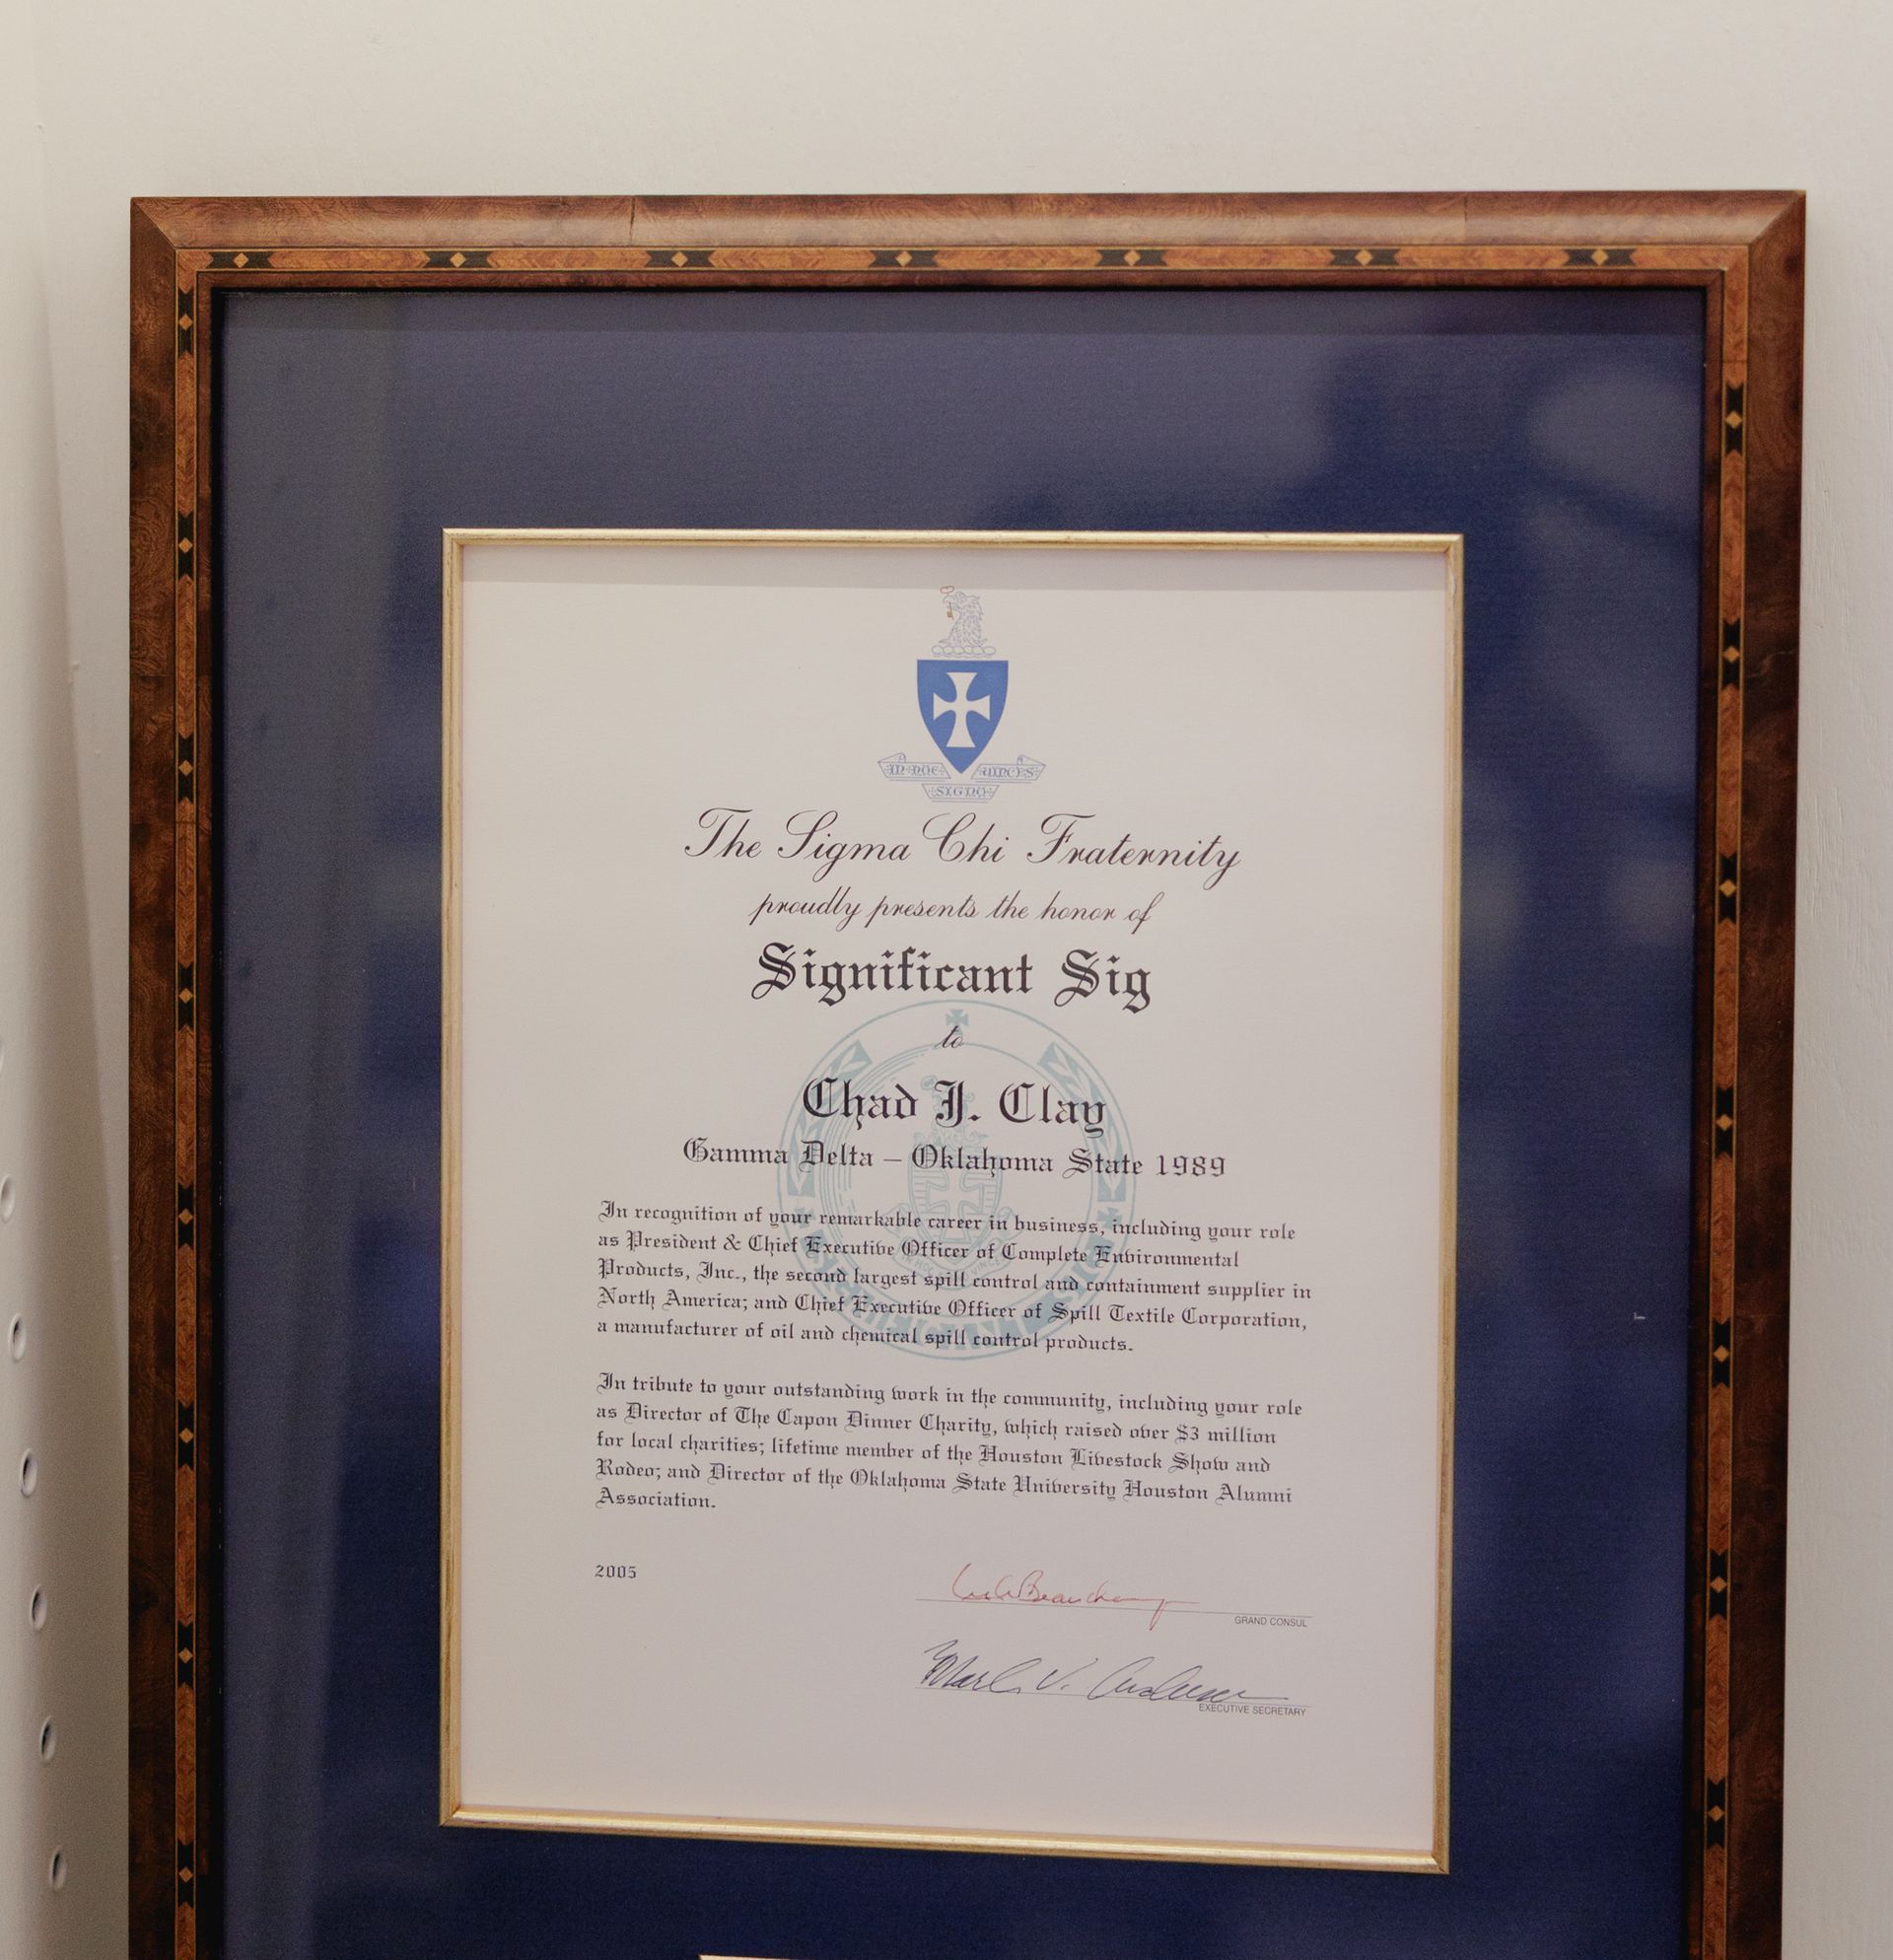 IN HOC VINCES
SIGNO
The Sigma Chi Fraternity
proudly presents the honor of
Significant Sig
to
Chad J. Clay
Gamma Delta – Oklahoma State 1989
In recognition of your remarkable career in business, including your role
as President & Chief Executive Officer of Complete Environmental
Products, Inc., the second largest spill control and containment supplier in
North America; and Chief Executive Officer of Spill Textile Corporation,
a manufacturer of oil and chemical spill control products.
In tribute to your outstanding work in the community, including your role
as Director of The Capon Dinner Charity, which raised over $3 million
for local charities; lifetime member of the Houston Livestock Show and
Rodeo; and Director of the Oklahoma State University Houston Alumni
Association.
2005
GRAND CONSUL
Mark V. Anderson
EXECUTIVE SECRETARY